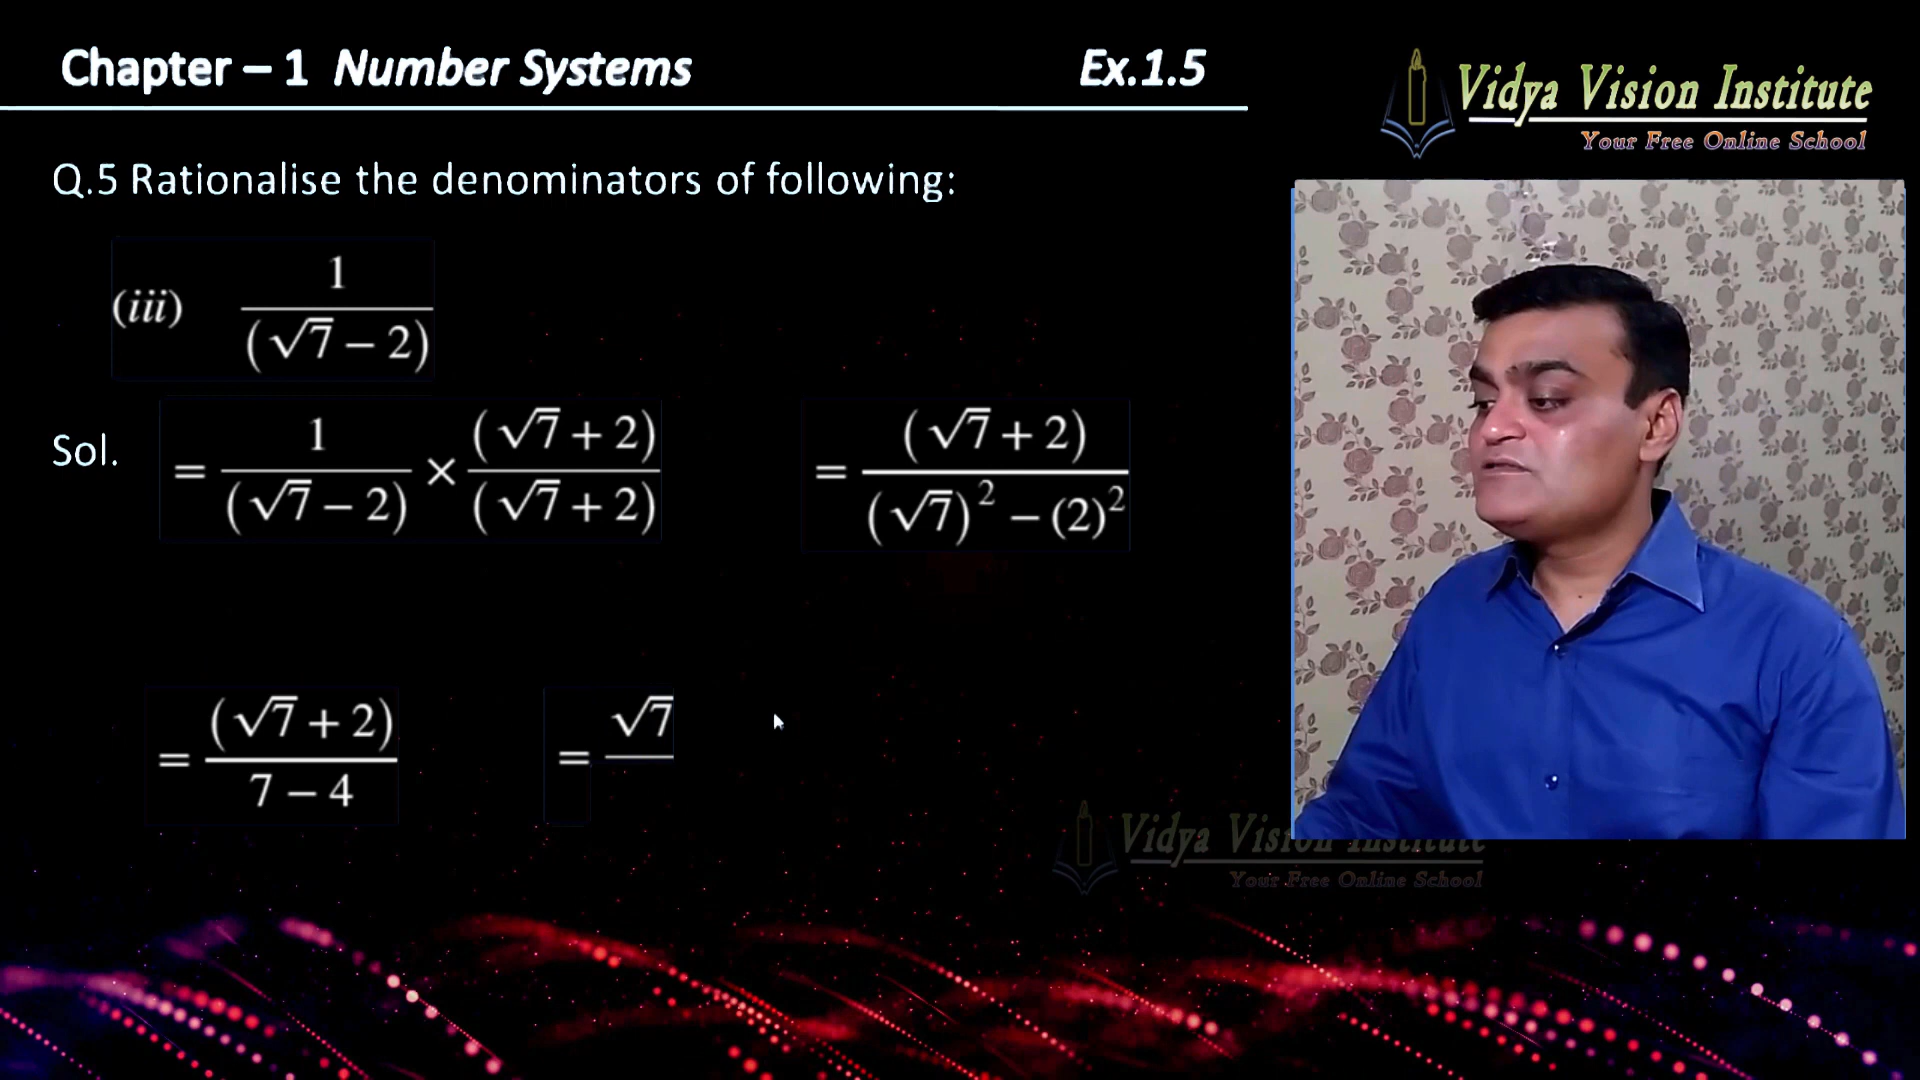 Chapter – 1 Number Systems Ex.1.5
Vidya Vision Institute
Your Free Online School
Q.5 Rationalise the denominators of following:
(iii) 1/(√7 − 2)
Sol. = 1/(√7 − 2) × (√7 + 2)/(√7 + 2) = (√7 + 2)/((√7)² − (2)²)
= (√7 + 2)/(7 − 4) = √7
Vidya Vision Institute
Your Free Online School